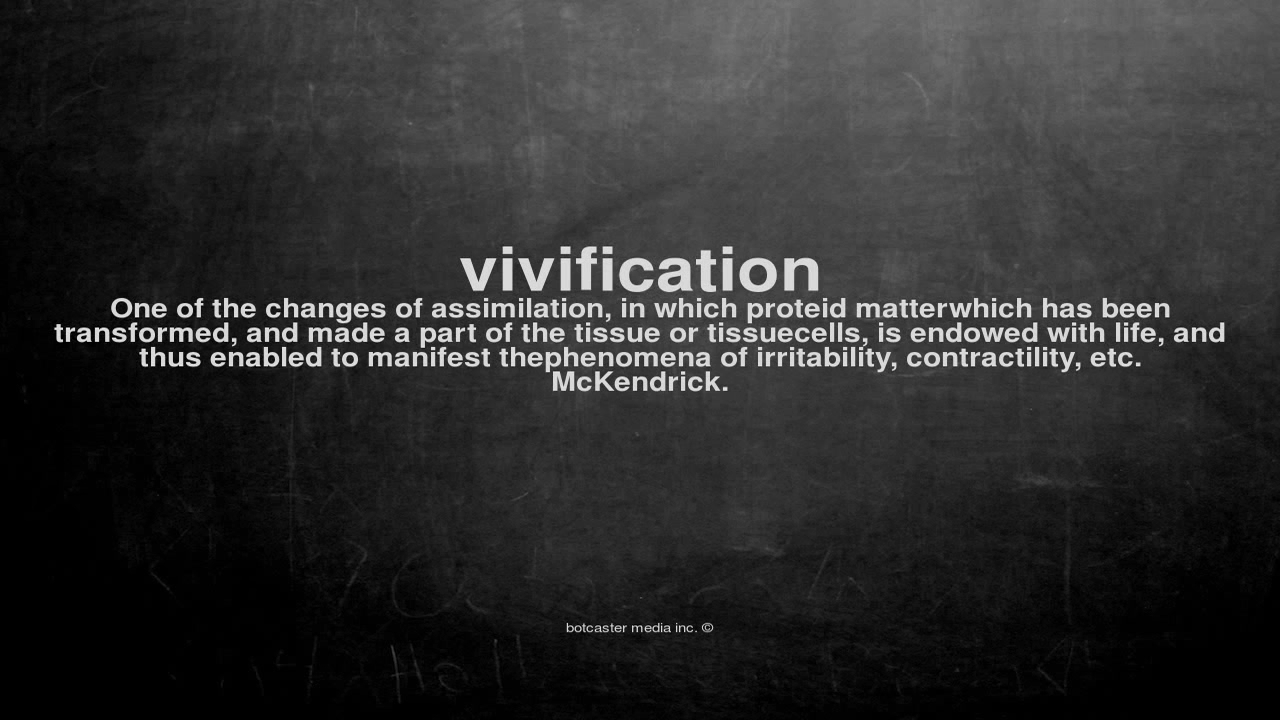 vivification
One of the changes of assimilation, in which proteid matterwhich has been
transformed, and made a part of the tissue or tissuecells, is endowed with life, and
thus enabled to manifest thephenomena of irritability, contractility, etc.
McKendrick.
botcaster media inc. ©